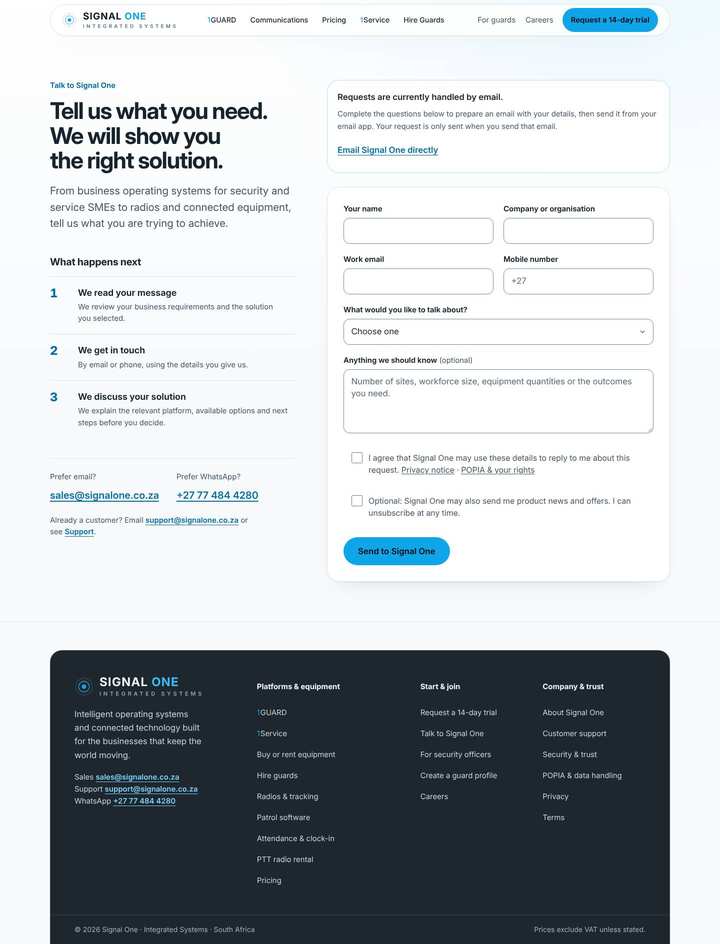 SIGNAL ONE
INTEGRATED SYSTEMS
1GUARD
Communications
Pricing
1Service
Hire Guards
For guards
Careers
Request a 14-day trial
Talk to Signal One
Tell us what you need.
We will show you
the right solution.
From business operating systems for security and
service SMEs to radios and connected equipment,
tell us what you are trying to achieve.
What happens next
1
We read your message
We review your business requirements and the solution
you selected.
2
We get in touch
By email or phone, using the details you give us.
3
We discuss your solution
We explain the relevant platform, available options and next
steps before you decide.
Prefer email?
sales@signalone.co.za
Prefer WhatsApp?
+27 77 484 4280
Already a customer? Email support@signalone.co.za or
see Support.
Requests are currently handled by email.
Complete the questions below to prepare an email with your details, then send it from your
email app. Your request is only sent when you send that email.
Email Signal One directly
Your name
Company or organisation
Work email
Mobile number
+27
What would you like to talk about?
Choose one
Anything we should know (optional)
Number of sites, workforce size, equipment quantities or the outcomes
you need.
I agree that Signal One may use these details to reply to me about this
request. Privacy notice · POPIA & your rights
Optional: Signal One may also send me product news and offers. I can
unsubscribe at any time.
Send to Signal One
SIGNAL ONE
INTEGRATED SYSTEMS
Intelligent operating systems
and connected technology built
for the businesses that keep the
world moving.
Sales sales@signalone.co.za
Support support@signalone.co.za
WhatsApp +27 77 484 4280
Platforms & equipment
1GUARD
1Service
Buy or rent equipment
Hire guards
Radios & tracking
Patrol software
Attendance & clock-in
PTT radio rental
Pricing
Start & join
Request a 14-day trial
Talk to Signal One
For security officers
Create a guard profile
Careers
Company & trust
About Signal One
Customer support
Security & trust
POPIA & data handling
Privacy
Terms
© 2026 Signal One · Integrated Systems · South Africa
Prices exclude VAT unless stated.